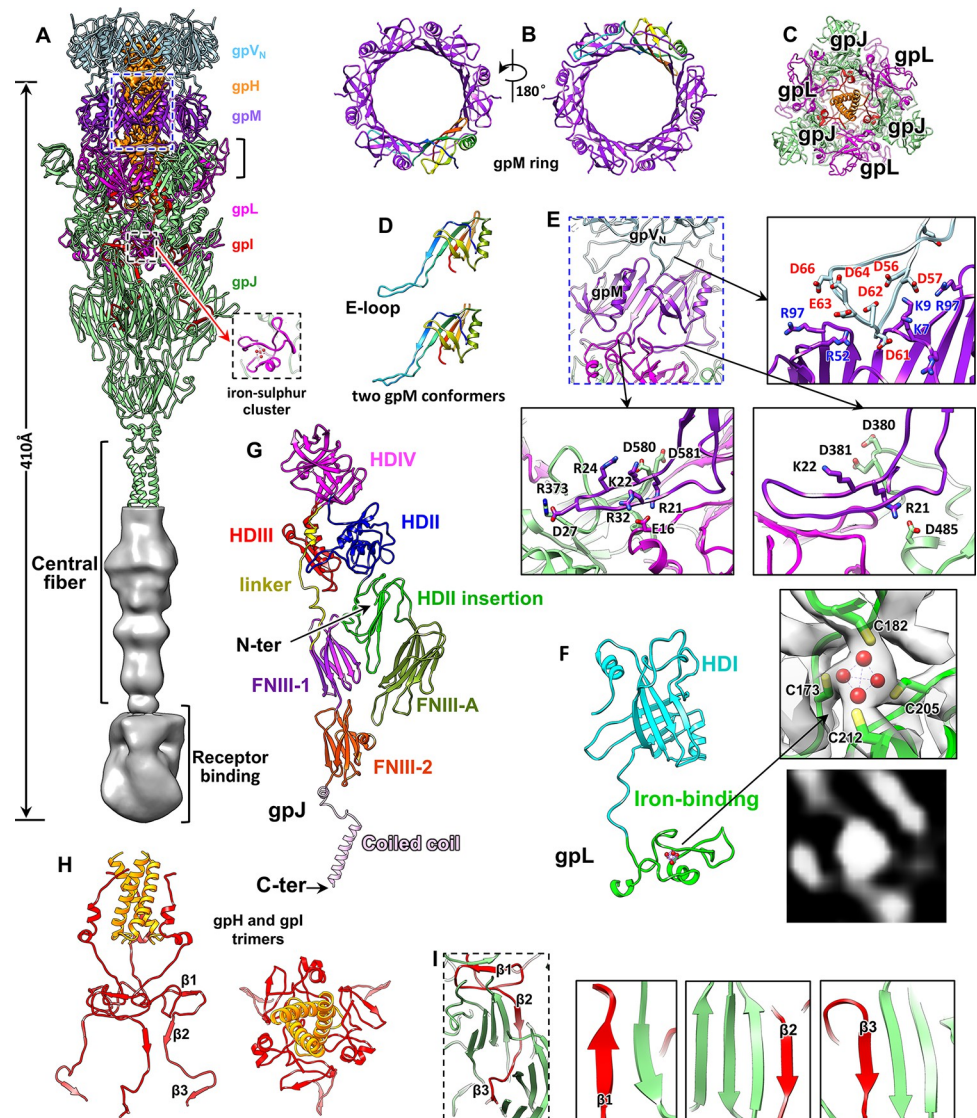 A
gpVN
gpH
gpM
gpL
gpI
gpJ
410Å
iron-sulphur
cluster
Central
fiber
Receptor
binding
B
180°
gpM ring
C
gpJ
gpL
gpL
gpJ
gpJ
gpL
D
E-loop
two gpM conformers
E
gpVN
gpM
D66
D64
D56
E63
D62
D57
K9
R97
R97
K7
R52
D61
D580
D581
R24
K22
R373
R32
R21
D27
E16
D380
D381
K22
R21
D485
G
HDIV
HDII
HDIII
linker
HDII insertion
N-ter
FNIII-1
FNIII-A
FNIII-2
gpJ
Coiled coil
C-ter
F
HDI
Iron-binding
gpL
C182
C173
C205
C212
H
gpH and gpI
trimers
β1
β2
β3
I
β1
β2
β3
β1
β2
β3